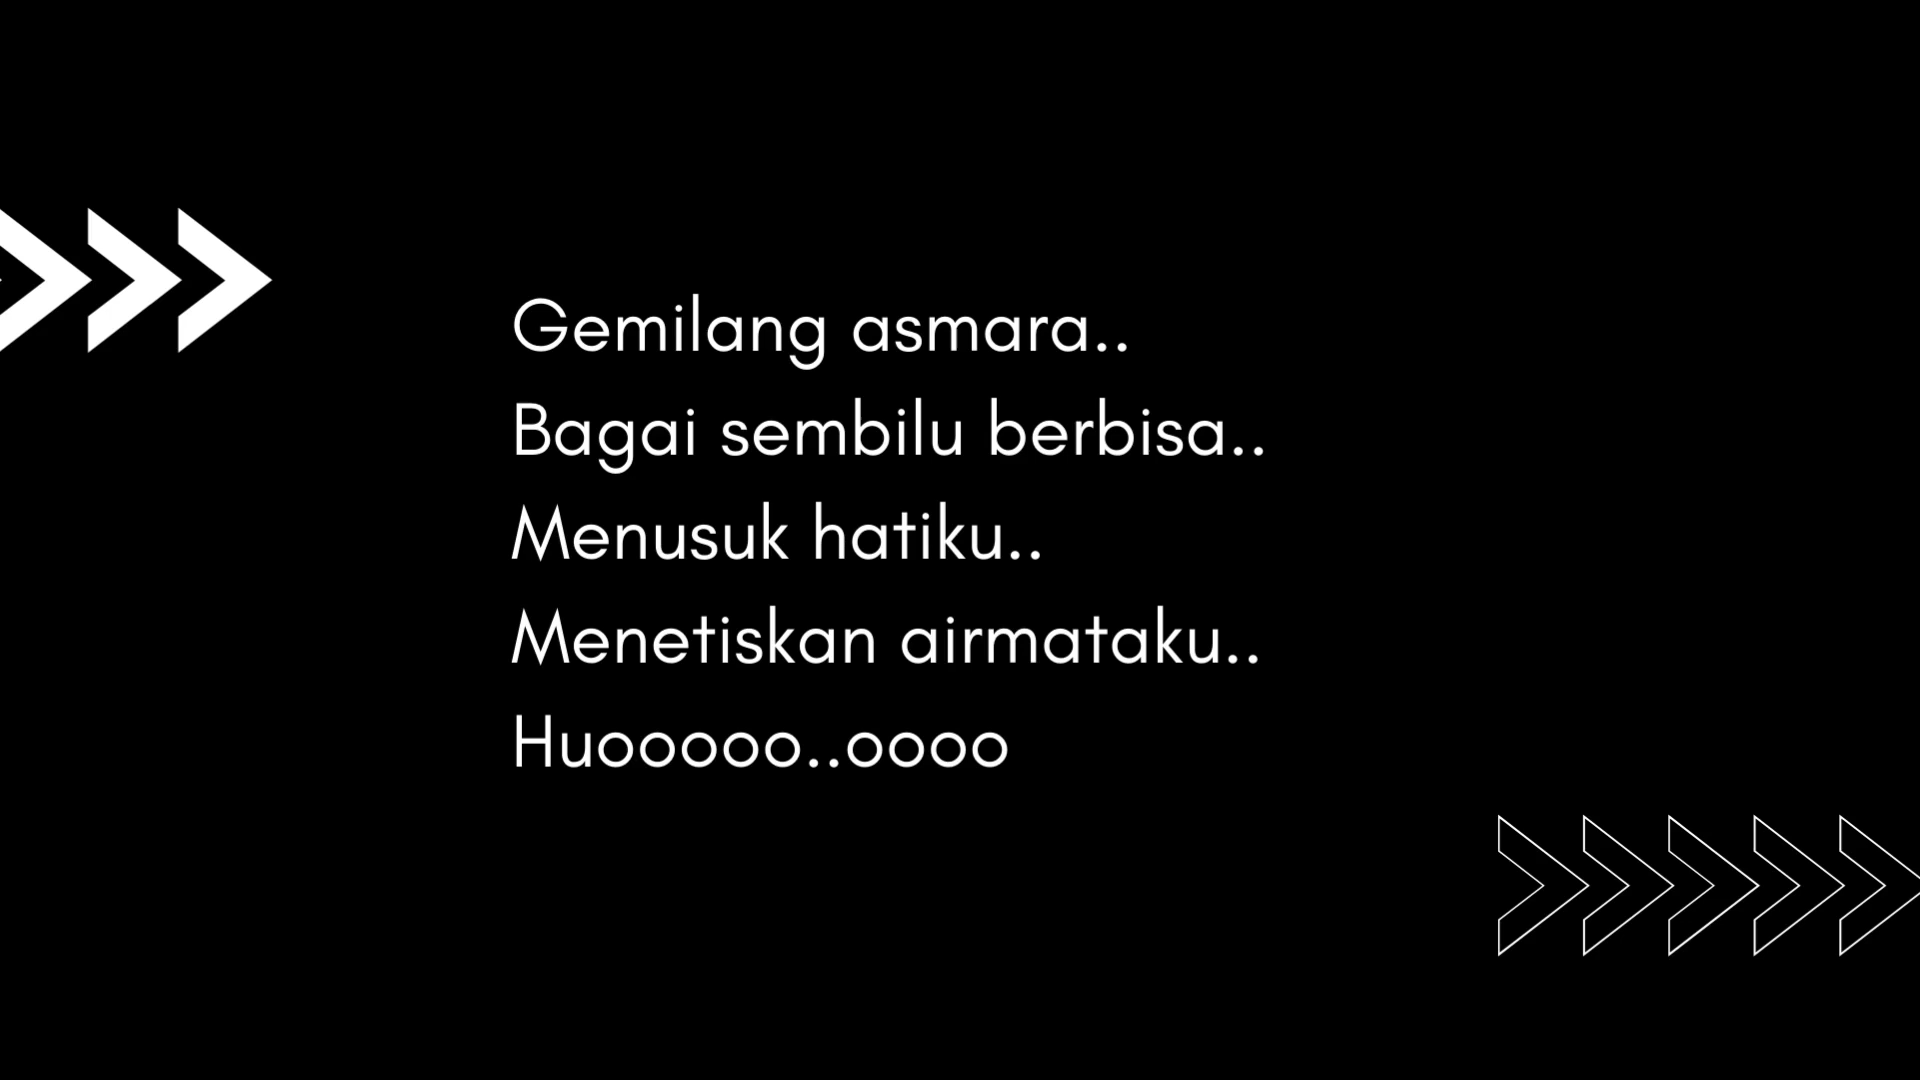 Gemilang asmara..
Bagai sembilu berbisa..
Menusuk hatiku..
Menetiskan airmataku..
Huooooo..oooo